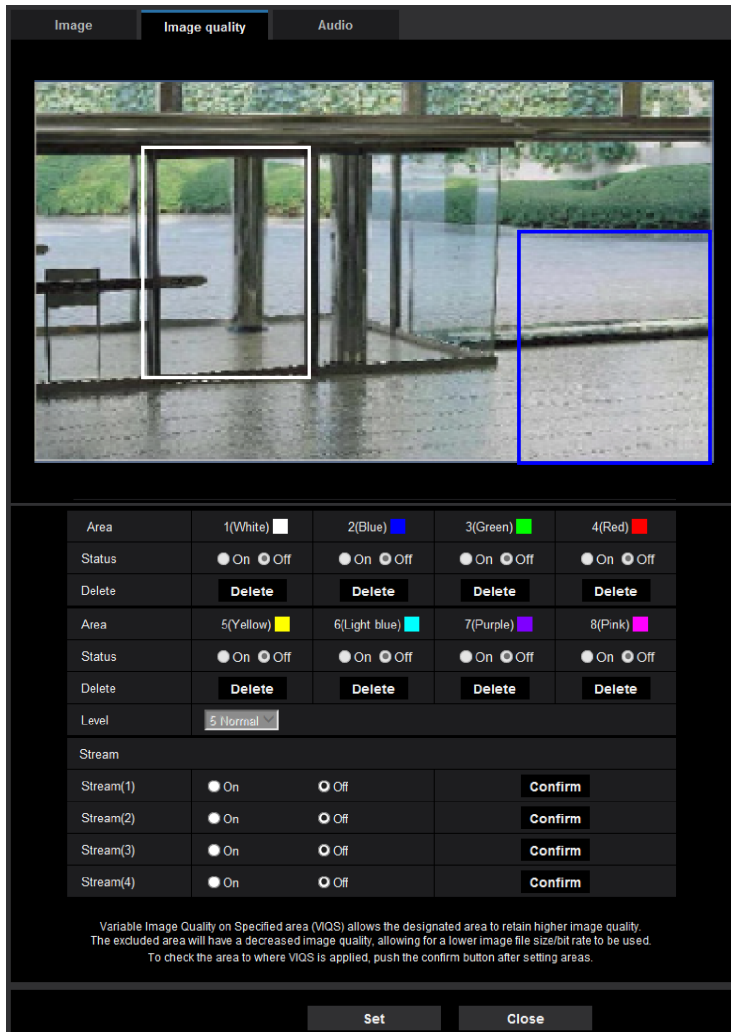 Image Image quality Audio
Area 1(White) 2(Blue) 3(Green) 4(Red)
Status On Off On Off On Off On Off
Delete Delete Delete Delete Delete
Area 5(Yellow) 6(Light blue) 7(Purple) 8(Pink)
Status On Off On Off On Off On Off
Delete Delete Delete Delete Delete
Level 5 Normal
Stream
Stream(1) On Off Confirm
Stream(2) On Off Confirm
Stream(3) On Off Confirm
Stream(4) On Off Confirm
Variable Image Quality on Specified area (VIQS) allows the designated area to retain higher image quality.
The excluded area will have a decreased image quality, allowing for a lower image file size/bit rate to be used.
To check the area to where VIQS is applied, push the confirm button after setting areas.
Set Close